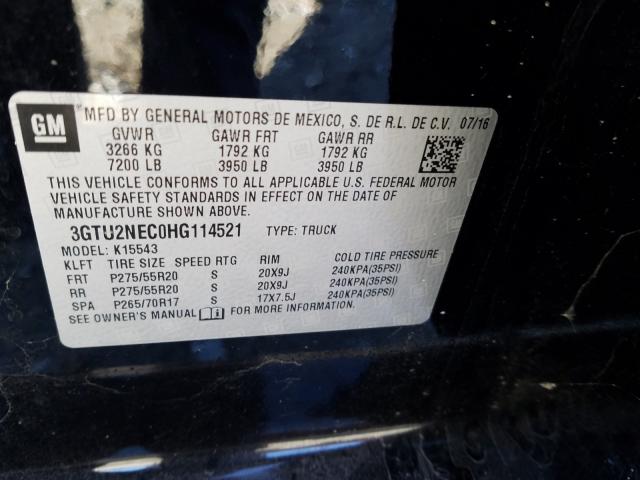 GM
MFD BY GENERAL MOTORS DE MEXICO, S. DE R.L. DE C.V. 07/16
GVWR GAWR FRT GAWR RR
3266 KG 1792 KG 1792 KG
7200 LB 3950 LB 3950 LB
THIS VEHICLE CONFORMS TO ALL APPLICABLE U.S. FEDERAL MOTOR
VEHICLE SAFETY STANDARDS IN EFFECT ON THE DATE OF
MANUFACTURE SHOWN ABOVE.
3GTU2NEC0HG114521 TYPE: TRUCK
MODEL: K15543
KLFT TIRE SIZE SPEED RTG RIM COLD TIRE PRESSURE
FRT P275/55R20 S 20X9J 240KPA(35PSI)
RR P275/55R20 S 20X9J 240KPA(35PSI)
SPA P265/70R17 S 17X7.5J 240KPA(35PSI)
SEE OWNER'S MANUAL FOR MORE INFORMATION.